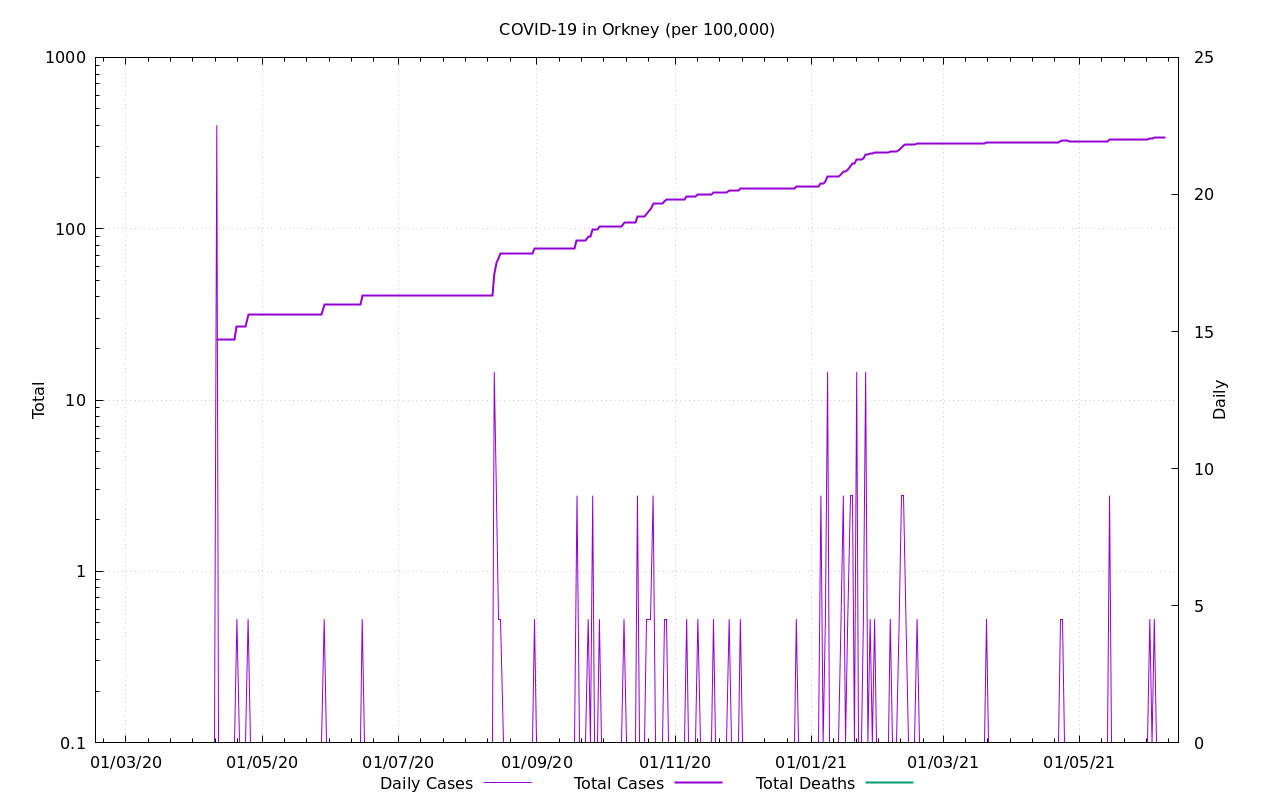 COVID-19 in Orkney (per 100,000)
1000
100
10
1
0.1
Total
25
20
15
10
5
0
Daily
01/03/20 01/05/20 01/07/20 01/09/20 01/11/20 01/01/21 01/03/21 01/05/21
Daily Cases Total Cases Total Deaths